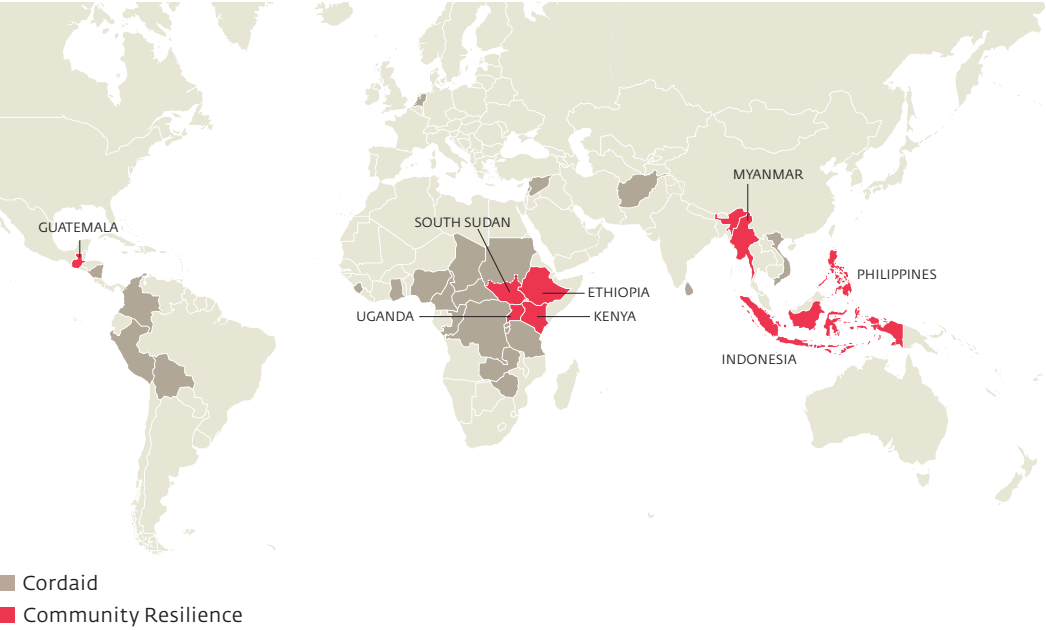 MYANMAR
SOUTH SUDAN
GUATEMALA
PHILIPPINES
ETHIOPIA
UGANDA
KENYA
INDONESIA
Cordaid
Community Resilience